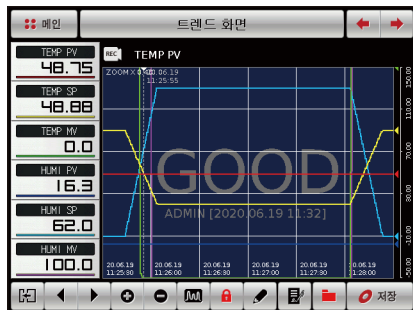 메인
트렌드 화면
TEMP PV
48.75
TEMP SP
48.88
TEMP MV
0.0
HUMI PV
16.3
HUMI SP
62.0
HUMI MV
100.0
REC TEMP PV
ZOOM X 0 20.06.19
11:25:55
GOOD
ADMIN [2020.06.19 11:32]
150.00
110.00
70.00
30.00
-10.00
-50.00
20.06.19 20.06.19 20.06.19 20.06.19 20.06.19 20.06.19
11:25:30 11:26:00 11:26:30 11:27:00 11:27:30 11:28:00
저장